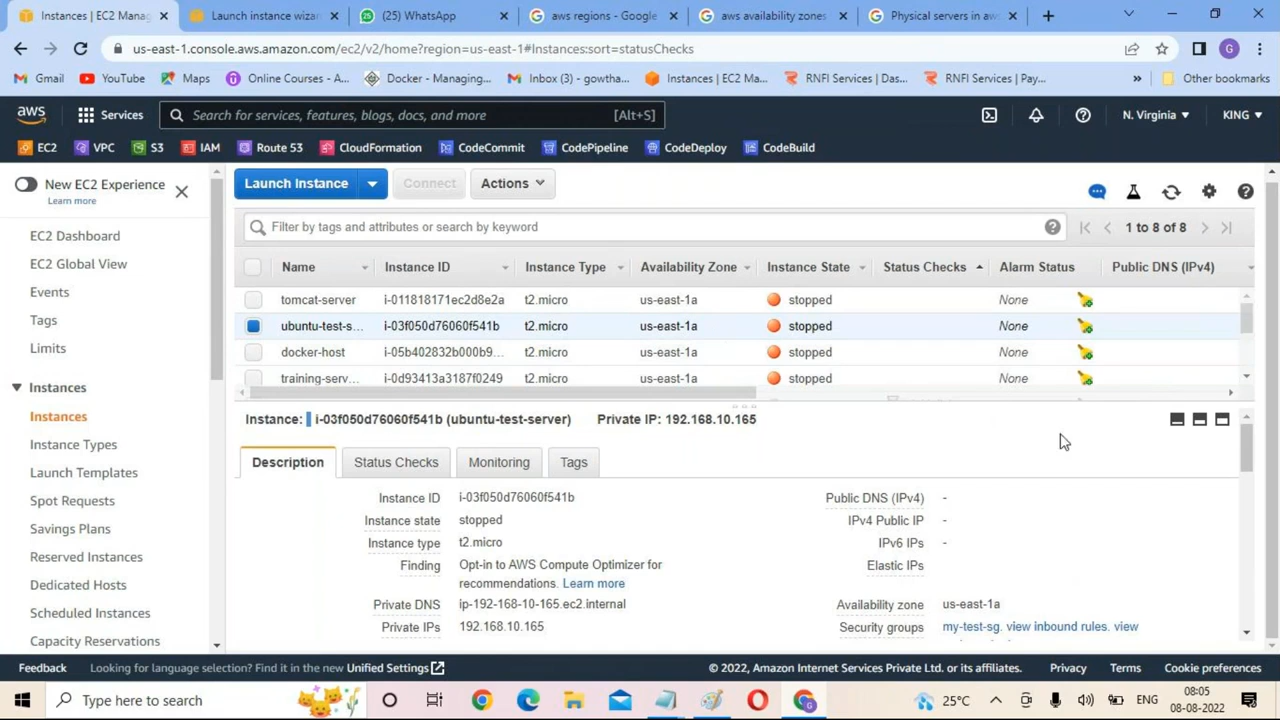 Instances | EC2 Manag
Launch instance wizar
(25) WhatsApp
aws regions - Google
aws availability zones
Physical servers in aw
us-east-1.console.aws.amazon.com/ec2/v2/home?region=us-east-1#Instances:sort=statusChecks
G
Gmail
YouTube
Maps
Online Courses - A...
Docker - Managing...
Inbox (3) - gowtha...
Instances | EC2 Ma...
RNFI Services | Das...
RNFI Services | Pay...
»
Other bookmarks
aws
Services
Search for services, features, blogs, docs, and more
[Alt+S]
N. Virginia
KING
EC2
VPC
S3
IAM
Route 53
CloudFormation
CodeCommit
CodePipeline
CodeDeploy
CodeBuild
New EC2 Experience
Learn more
EC2 Dashboard
EC2 Global View
Events
Tags
Limits
Instances
Instances
Instance Types
Launch Templates
Spot Requests
Savings Plans
Reserved Instances
Dedicated Hosts
Scheduled Instances
Capacity Reservations
Launch Instance
Connect
Actions
Filter by tags and attributes or search by keyword
1 to 8 of 8
Name Instance ID Instance Type Availability Zone Instance State Status Checks Alarm Status Public DNS (IPv4)
tomcat-server i-011818171ec2d8e2a t2.micro us-east-1a stopped None
ubuntu-test-s... i-03f050d76060f541b t2.micro us-east-1a stopped None
docker-host i-05b402832b000b9... t2.micro us-east-1a stopped None
training-serv... i-0d93413a3187f0249 t2.micro us-east-1a stopped None
Instance: i-03f050d76060f541b (ubuntu-test-server) Private IP: 192.168.10.165
Description
Status Checks
Monitoring
Tags
Instance ID i-03f050d76060f541b
Instance state stopped
Instance type t2.micro
Finding Opt-in to AWS Compute Optimizer for
recommendations. Learn more
Private DNS ip-192-168-10-165.ec2.internal
Private IPs 192.168.10.165
Public DNS (IPv4) -
IPv4 Public IP -
IPv6 IPs -
Elastic IPs
Availability zone us-east-1a
Security groups my-test-sg. view inbound rules. view
Feedback
Looking for language selection? Find it in the new Unified Settings
© 2022, Amazon Internet Services Private Ltd. or its affiliates.
Privacy
Terms
Cookie preferences
Type here to search
25°C
ENG
08:05
08-08-2022